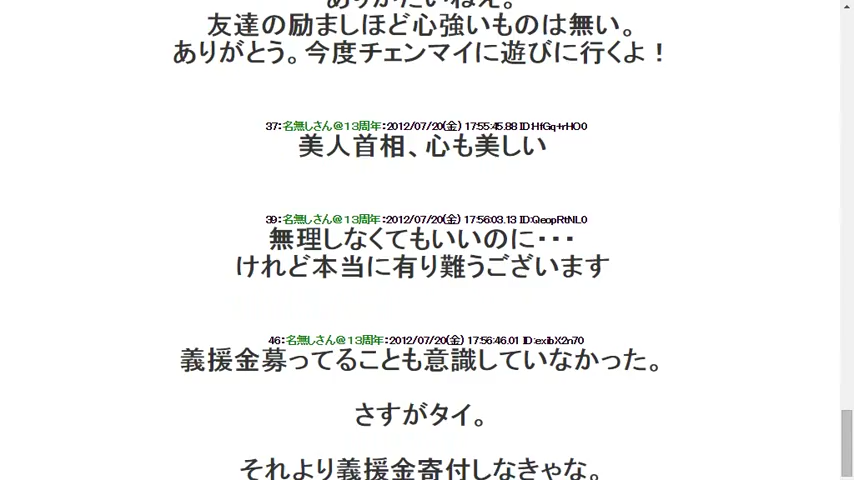 ありがたいねえ。
友達の励ましほど心強いものは無い。
ありがとう。今度チェンマイに遊びに行くよ！
37：名無しさん＠１３周年：2012/07/20(金) 17:55:45.88 ID:HfGq+rHO0
美人首相、心も美しい
39：名無しさん＠１３周年：2012/07/20(金) 17:56:03.13 ID:QeopRtNL0
無理しなくてもいいのに・・・
けれど本当に有り難うございます
46：名無しさん＠１３周年：2012/07/20(金) 17:56:46.01 ID:exibX2n70
義援金募ってることも意識していなかった。
さすがタイ。
それより義援金寄付しなきゃな。